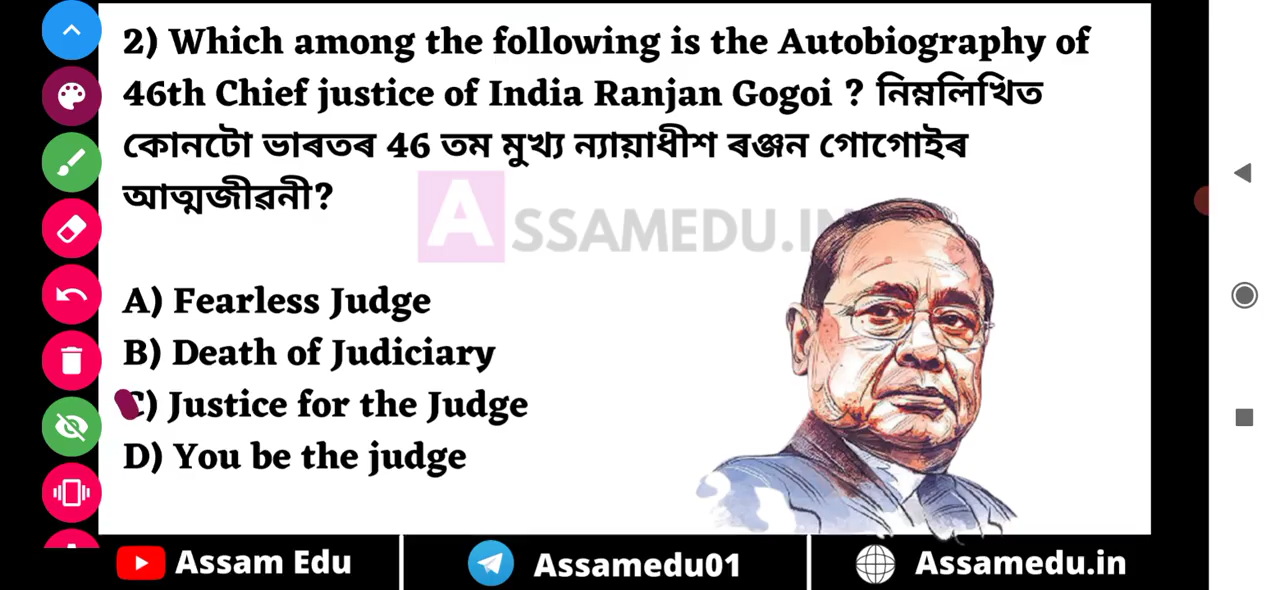 2) Which among the following is the Autobiography of
46th Chief justice of India Ranjan Gogoi ? নিম্নলিখিত
কোনটো ভাৰতৰ 46 তম মুখ্য ন্যায়াধীশ ৰঞ্জন গোগোইৰ
আত্মজীৱনী?
ASSAMEDU.IN
A) Fearless Judge
B) Death of Judiciary
C) Justice for the Judge
D) You be the judge
Assam Edu
Assamedu01
Assamedu.in